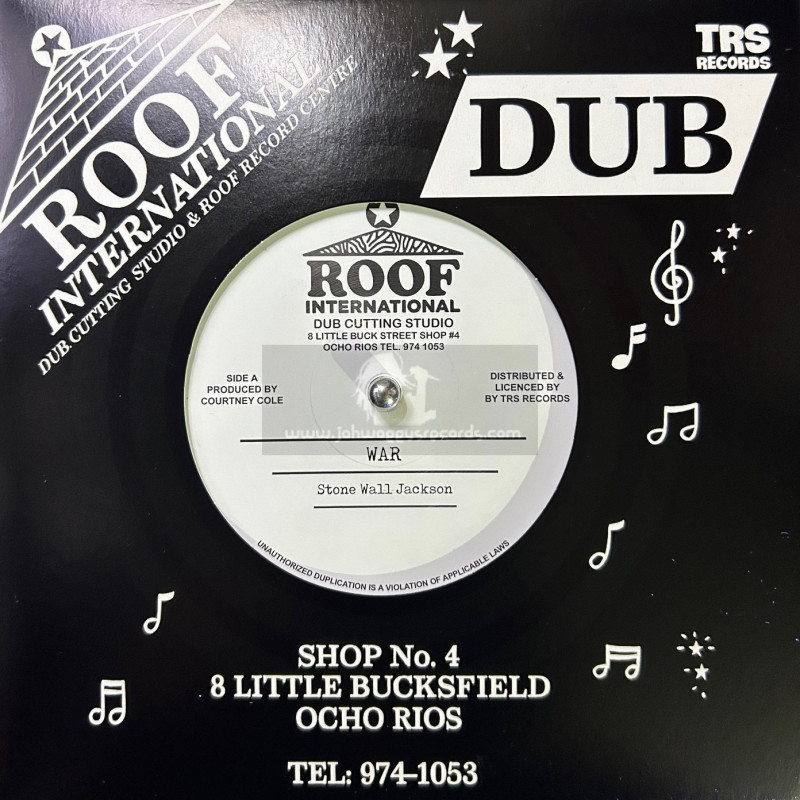 ROOF
INTERNATIONAL
DUB CUTTING STUDIO & ROOF RECORD CENTRE
TRS
RECORDS
DUB
ROOF
INTERNATIONAL
DUB CUTTING STUDIO
8 LITTLE BUCK STREET SHOP #4
OCHO RIOS TEL. 974 1053
SIDE A
PRODUCED BY
COURTNEY COLE
DISTRIBUTED &
LICENCED BY
BY TRS RECORDS
www.jahwaggysrecords.com
WAR
Stone Wall Jackson
UNAUTHORIZED DUPLICATION IS A VIOLATION OF APPLICABLE LAWS
SHOP No. 4
8 LITTLE BUCKSFIELD
OCHO RIOS
TEL: 974-1053